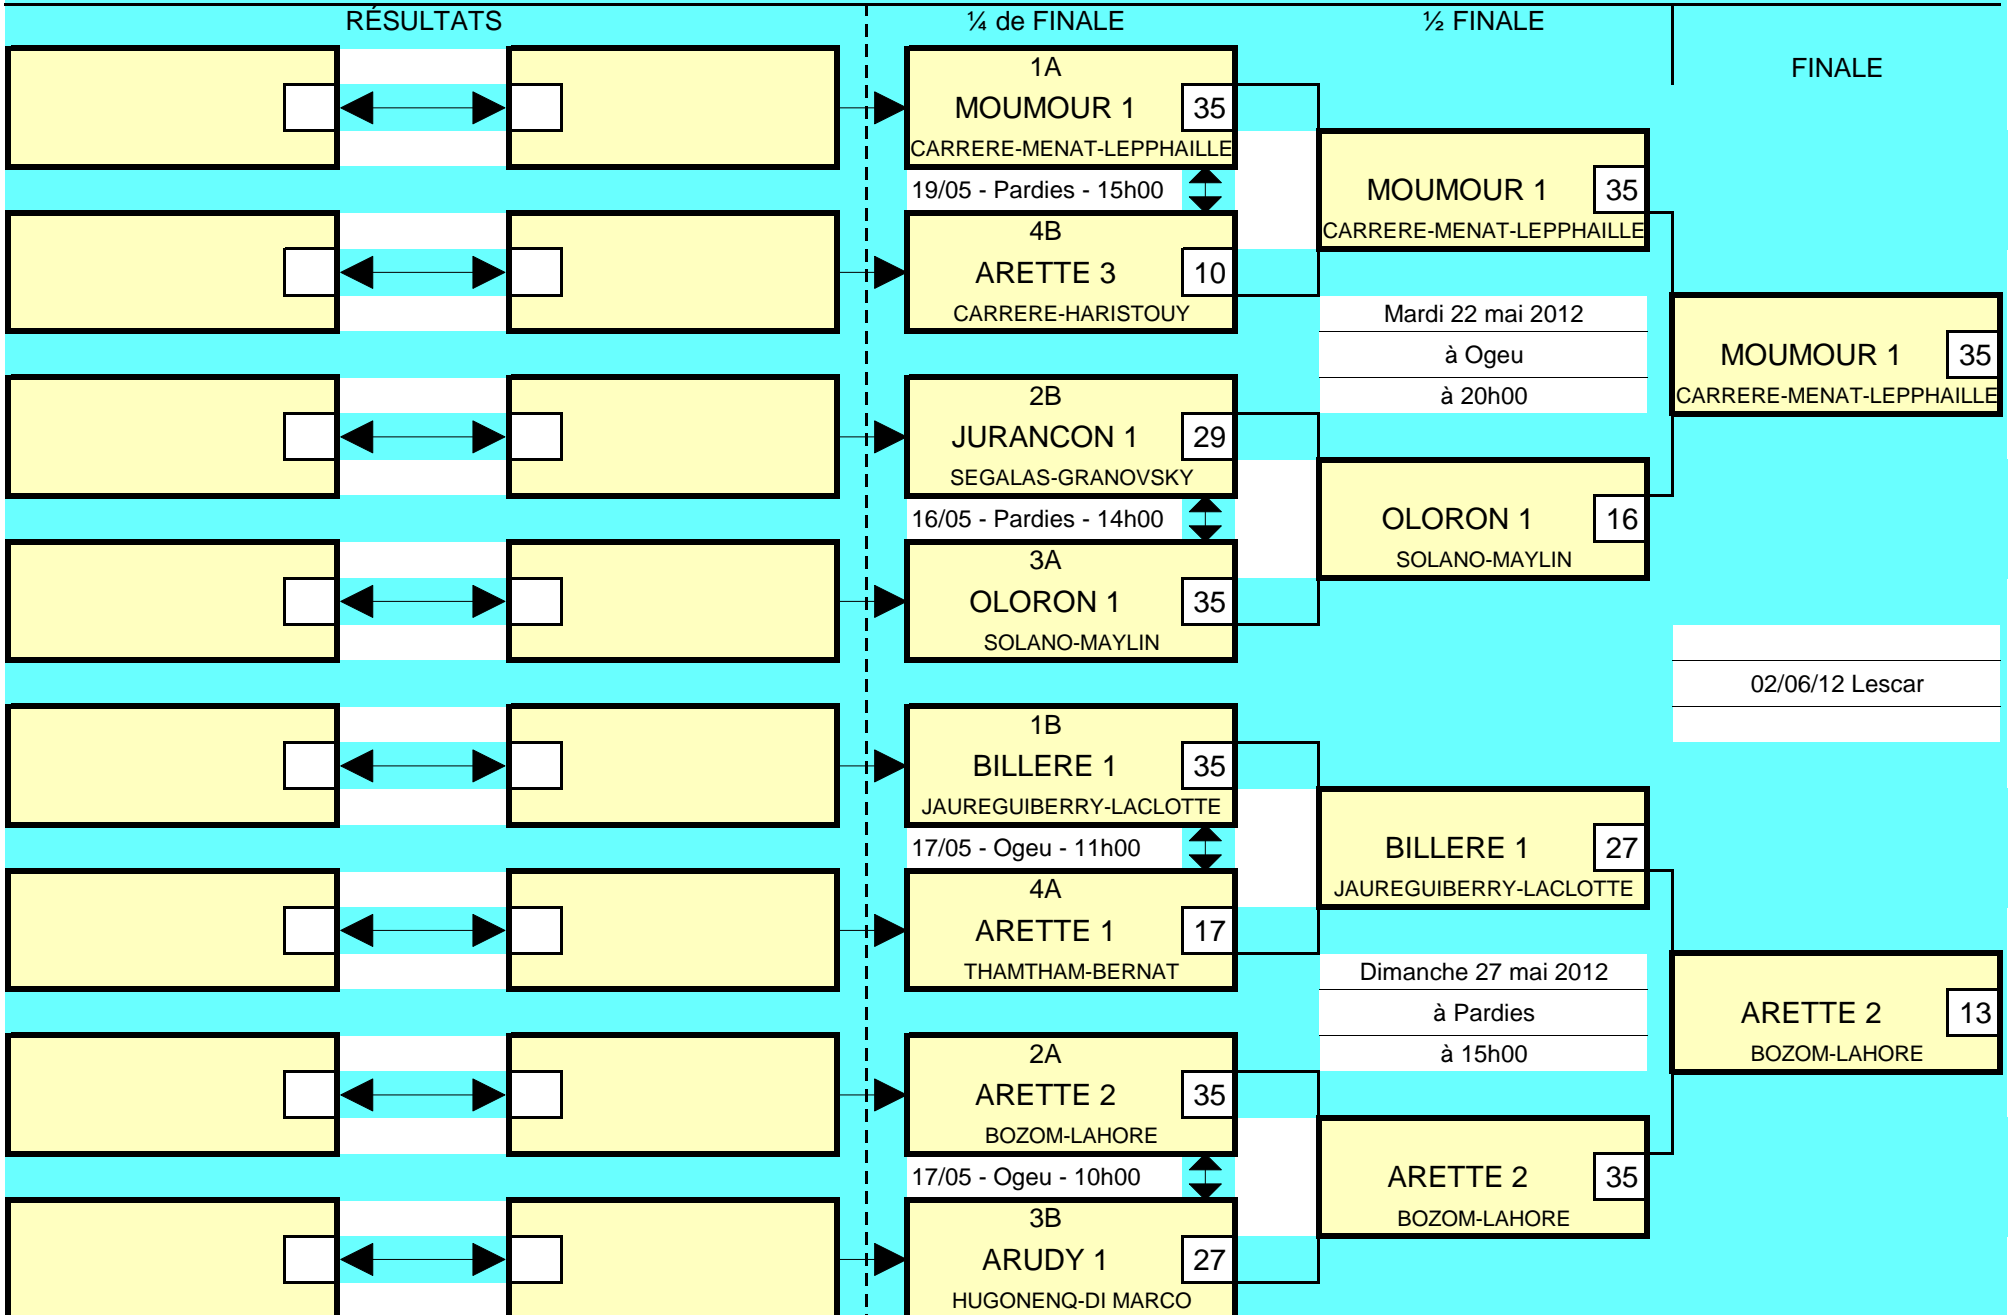 RÉSULTATS
¼ de FINALE
½ FINALE
FINALE
1A
MOUMOUR 1
35
CARRERE-MENAT-LEPPHAILLE
19/05 - Pardies - 15h00
4B
ARETTE 3
10
CARRERE-HARISTOUY
2B
JURANCON 1
29
SEGALAS-GRANOVSKY
16/05 - Pardies - 14h00
3A
OLORON 1
35
SOLANO-MAYLIN
1B
BILLERE 1
35
JAUREGUIBERRY-LACLOTTE
17/05 - Ogeu - 11h00
4A
ARETTE 1
17
THAMTHAM-BERNAT
2A
ARETTE 2
35
BOZOM-LAHORE
17/05 - Ogeu - 10h00
3B
ARUDY 1
27
HUGONENQ-DI MARCO
MOUMOUR 1
35
CARRERE-MENAT-LEPPHAILLE
Mardi 22 mai 2012
à Ogeu
à 20h00
OLORON 1
16
SOLANO-MAYLIN
BILLERE 1
27
JAUREGUIBERRY-LACLOTTE
Dimanche 27 mai 2012
à Pardies
à 15h00
ARETTE 2
35
BOZOM-LAHORE
MOUMOUR 1
35
CARRERE-MENAT-LEPPHAILLE
02/06/12 Lescar
ARETTE 2
13
BOZOM-LAHORE